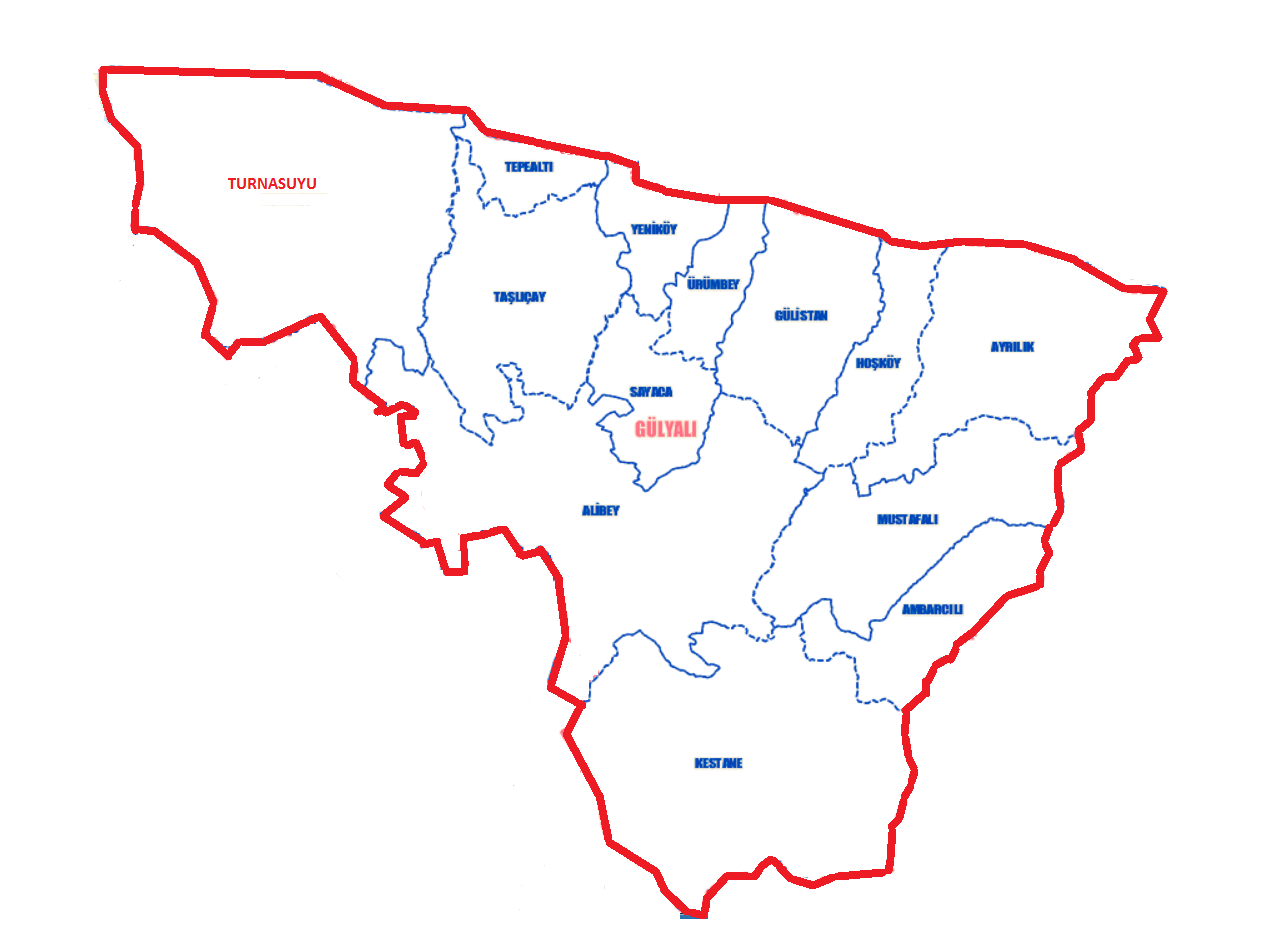 TEPEALTI
TURNASUYU
YENİKÖY
ÜRÜMBEY
TAŞLIÇAY
GÜLİSTAN
AYRILIK
HOŞKÖY
SAYACA
GÜLYALI
ALİBEY
MUSTAFALI
AMBARCILI
KESTANE